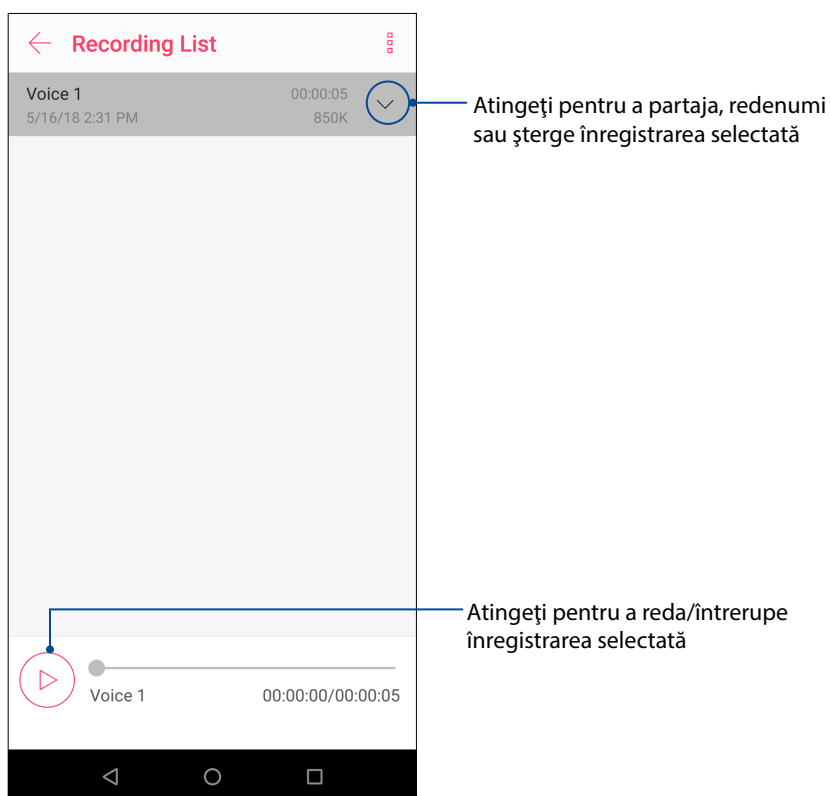 Recording List
Voice 1 00:00:05
5/16/18 2:31 PM 850K
Atingeţi pentru a partaja, redenumi
sau şterge înregistrarea selectată
Atingeţi pentru a reda/întrerupe
înregistrarea selectată
Voice 1 00:00:00/00:00:05